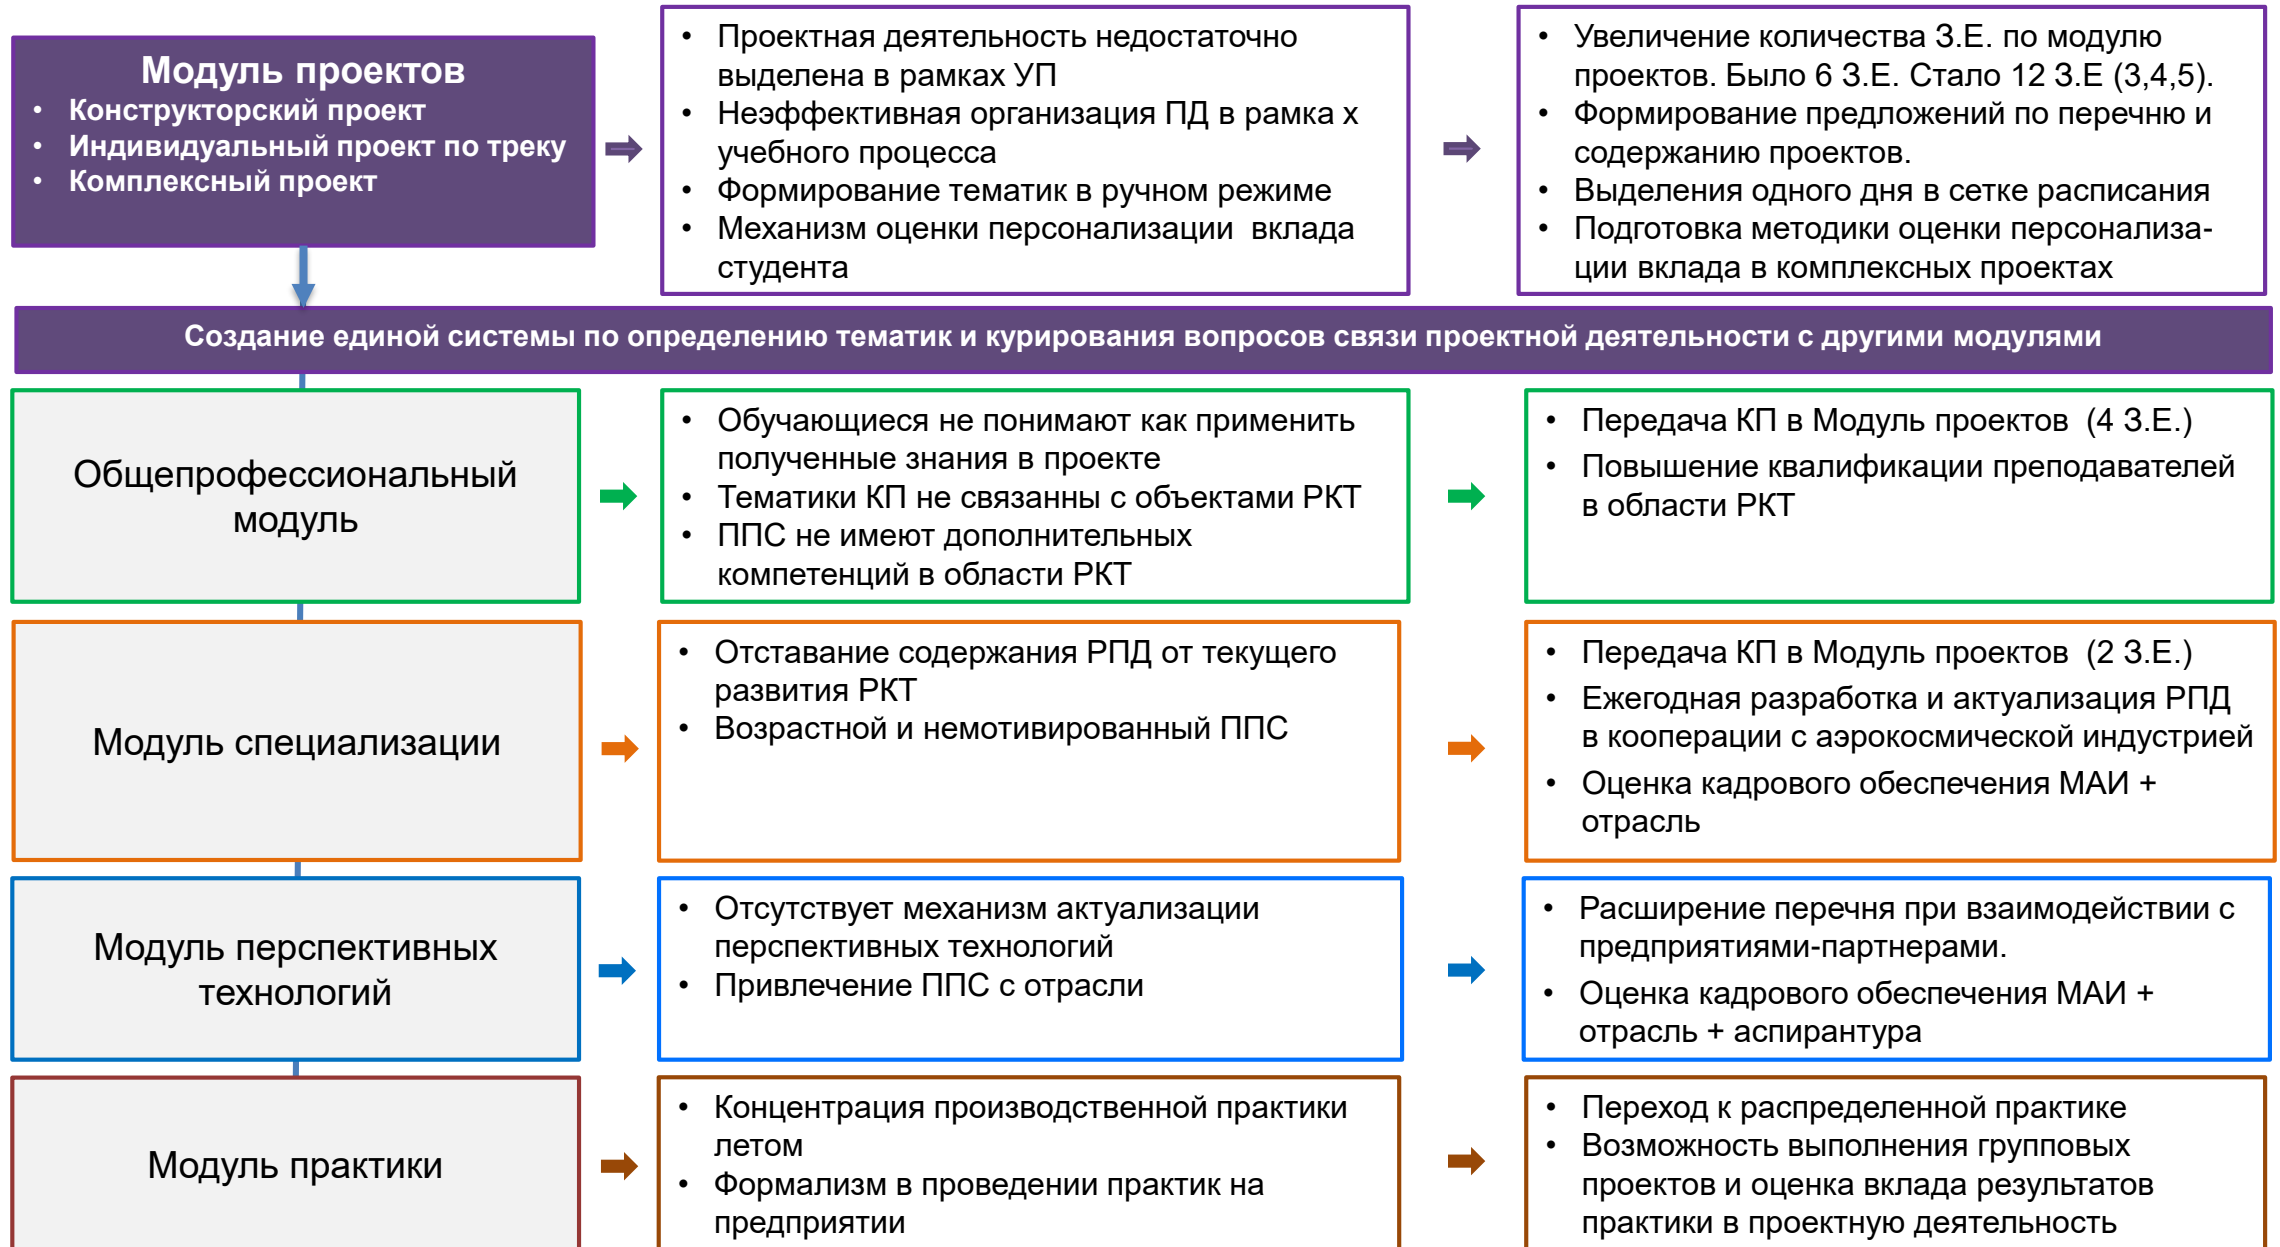 Модуль проектов
• Конструкторский проект
• Индивидуальный проект по треку
• Комплексный проект
• Проектная деятельность недостаточно
выделена в рамках УП
• Неэффективная организация ПД в рамка х
учебного процесса
• Формирование тематик в ручном режиме
• Механизм оценки персонализации  вклада
студента
• Увеличение количества З.Е. по модулю
проектов. Было 6 З.Е. Стало 12 З.Е (3,4,5).
• Формирование предложений по перечню и
содержанию проектов.
• Выделения одного дня в сетке расписания
• Подготовка методики оценки персонализа-
ции вклада в комплексных проектах
Создание единой системы по определению тематик и курирования вопросов связи проектной деятельности с другими модулями
Общепрофессиональный
модуль
• Обучающиеся не понимают как применить
полученные знания в проекте
• Тематики КП не связанны с объектами РКТ
• ППС не имеют дополнительных
компетенций в области РКТ
• Передача КП в Модуль проектов  (4 З.Е.)
• Повышение квалификации преподавателей
в области РКТ
Модуль специализации
• Отставание содержания РПД от текущего
развития РКТ
• Возрастной и немотивированный ППС
• Передача КП в Модуль проектов  (2 З.Е.)
• Ежегодная разработка и актуализация РПД
в кооперации с аэрокосмической индустрией
• Оценка кадрового обеспечения МАИ +
отрасль
Модуль перспективных
технологий
• Отсутствует механизм актуализации
перспективных технологий
• Привлечение ППС с отрасли
• Расширение перечня при взаимодействии с
предприятиями-партнерами.
• Оценка кадрового обеспечения МАИ +
отрасль + аспирантура
Модуль практики
• Концентрация производственной практики
летом
• Формализм в проведении практик на
предприятии
• Переход к распределенной практике
• Возможность выполнения групповых
проектов и оценка вклада результатов
практики в проектную деятельность